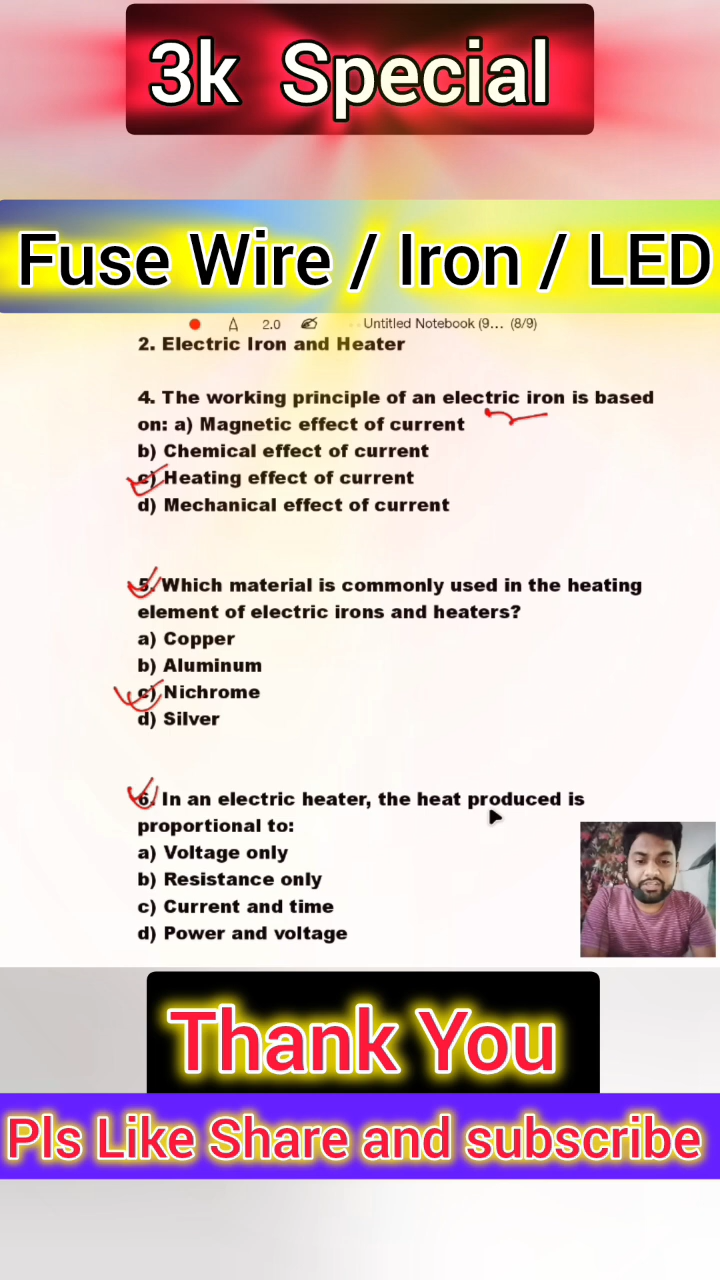 3k Special
Fuse Wire / Iron / LED
2.0 Untitled Notebook (9... (8/9)
2. Electric Iron and Heater
4. The working principle of an electric iron is based
on: a) Magnetic effect of current
b) Chemical effect of current
c) Heating effect of current
d) Mechanical effect of current
5. Which material is commonly used in the heating
element of electric irons and heaters?
a) Copper
b) Aluminum
c) Nichrome
d) Silver
6. In an electric heater, the heat produced is
proportional to:
a) Voltage only
b) Resistance only
c) Current and time
d) Power and voltage
Thank You
Pls Like Share and subscribe